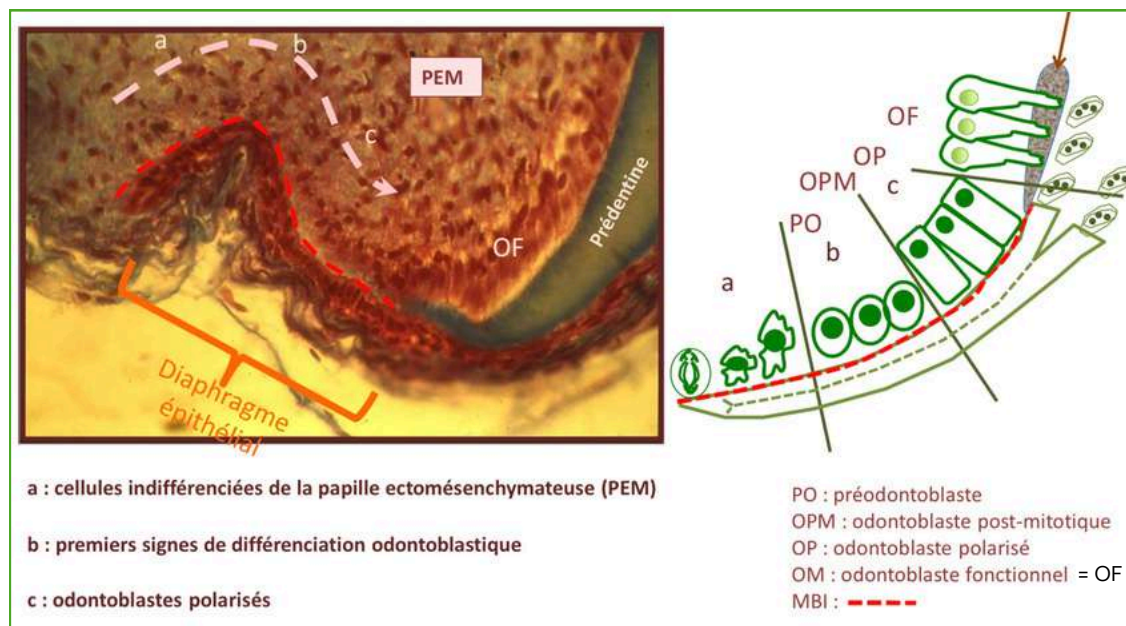 a
b
PEM
c
OF
Prédentine
Diaphragme
épithélial
OF
OP
OPM
c
PO
b
a
a : cellules indifférenciées de la papille ectomésenchymateuse (PEM)
b : premiers signes de différenciation odontoblastique
c : odontoblastes polarisés
PO : préodontoblaste
OPM : odontoblaste post-mitotique
OP : odontoblaste polarisé
OM : odontoblaste fonctionnel = OF
MBI :